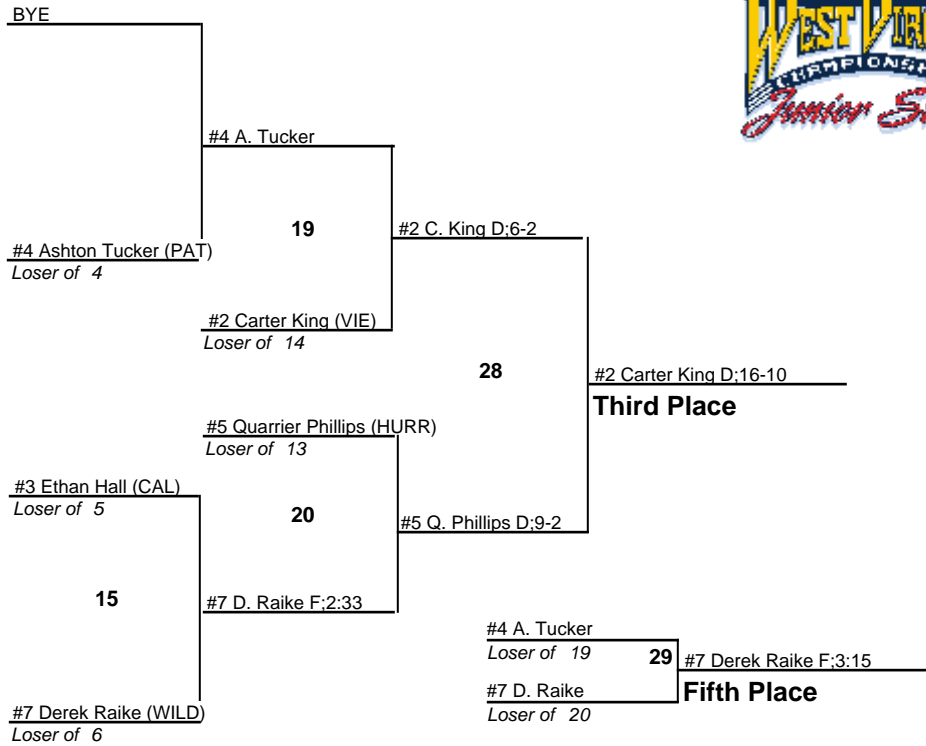 BYE
WEST
CHAMPIONSH
Junior
#4 A. Tucker
19
#2 C. King D;6-2
#4 Ashton Tucker (PAT)
Loser of 4
#2 Carter King (VIE)
Loser of 14
28
#2 Carter King D;16-10
Third Place
#5 Quarrier Phillips (HURR)
Loser of 13
#3 Ethan Hall (CAL)
Loser of 5
20
#5 Q. Phillips D;9-2
15
#7 D. Raike F;2:33
#4 A. Tucker
Loser of 19
29
#7 Derek Raike F;3:15
Fifth Place
#7 D. Raike
Loser of 20
#7 Derek Raike (WILD)
Loser of 6